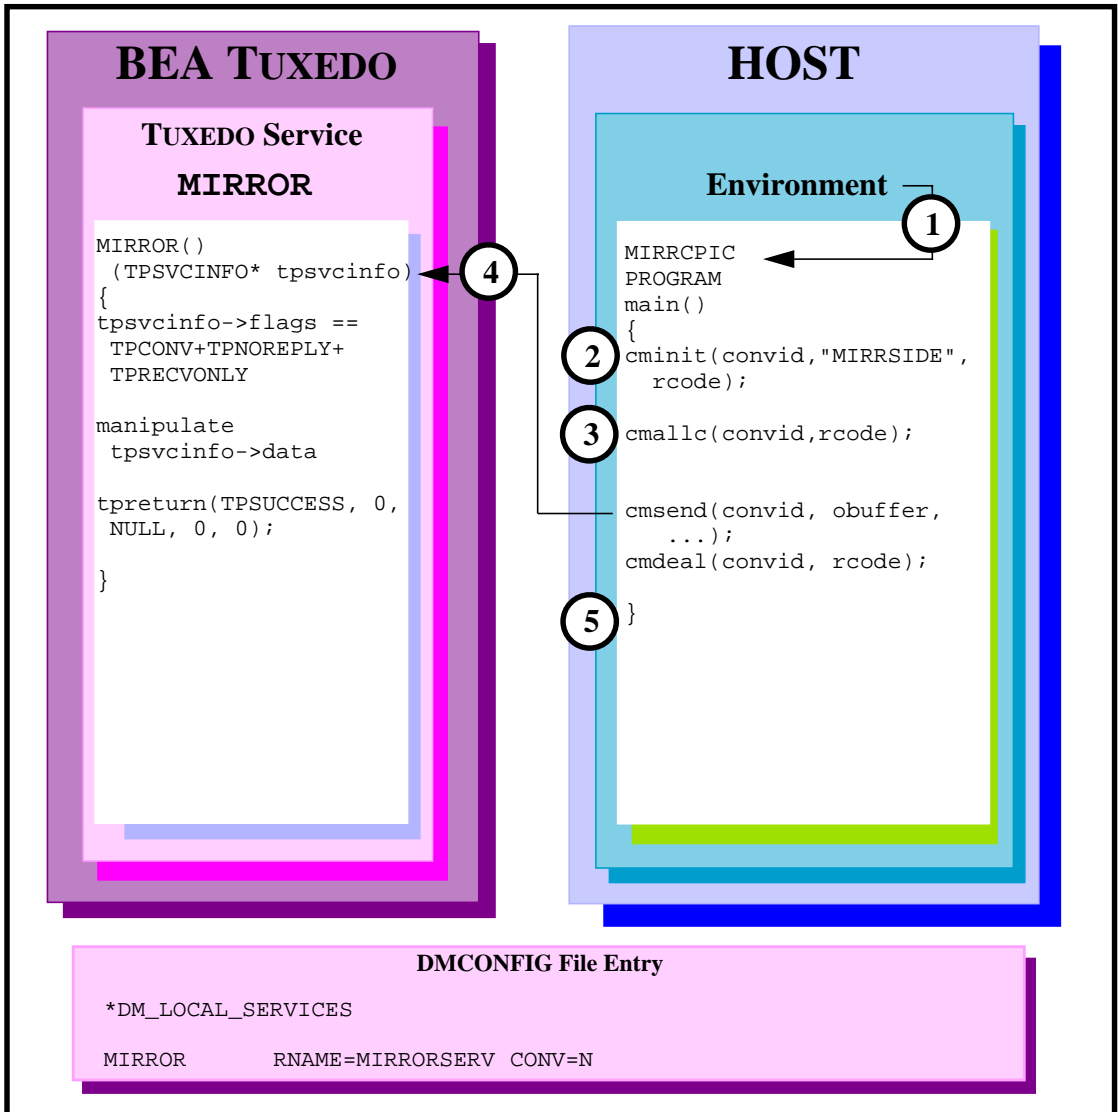 BEA TUXEDO
TUXEDO Service
MIRROR
MIRROR()
(TPSVCINFO* tpsvcinfo)
{
tpsvcinfo->flags ==
TPCONV+TPNOREPLY+
TPRECVONLY
manipulate
tpsvcinfo->data
tpreturn(TPSUCCESS, 0,
NULL, 0, 0);
}
4
HOST
Environment
1
MIRRCPIC
PROGRAM
main()
{
2
cminit(convid,"MIRRSIDE",
rcode);
3
cmallc(convid,rcode);
cmsend(convid, obuffer,
...);
cmdeal(convid, rcode);
5
}
DMCONFIG File Entry
*DM_LOCAL_SERVICES
MIRROR RNAME=MIRRORSERV CONV=N